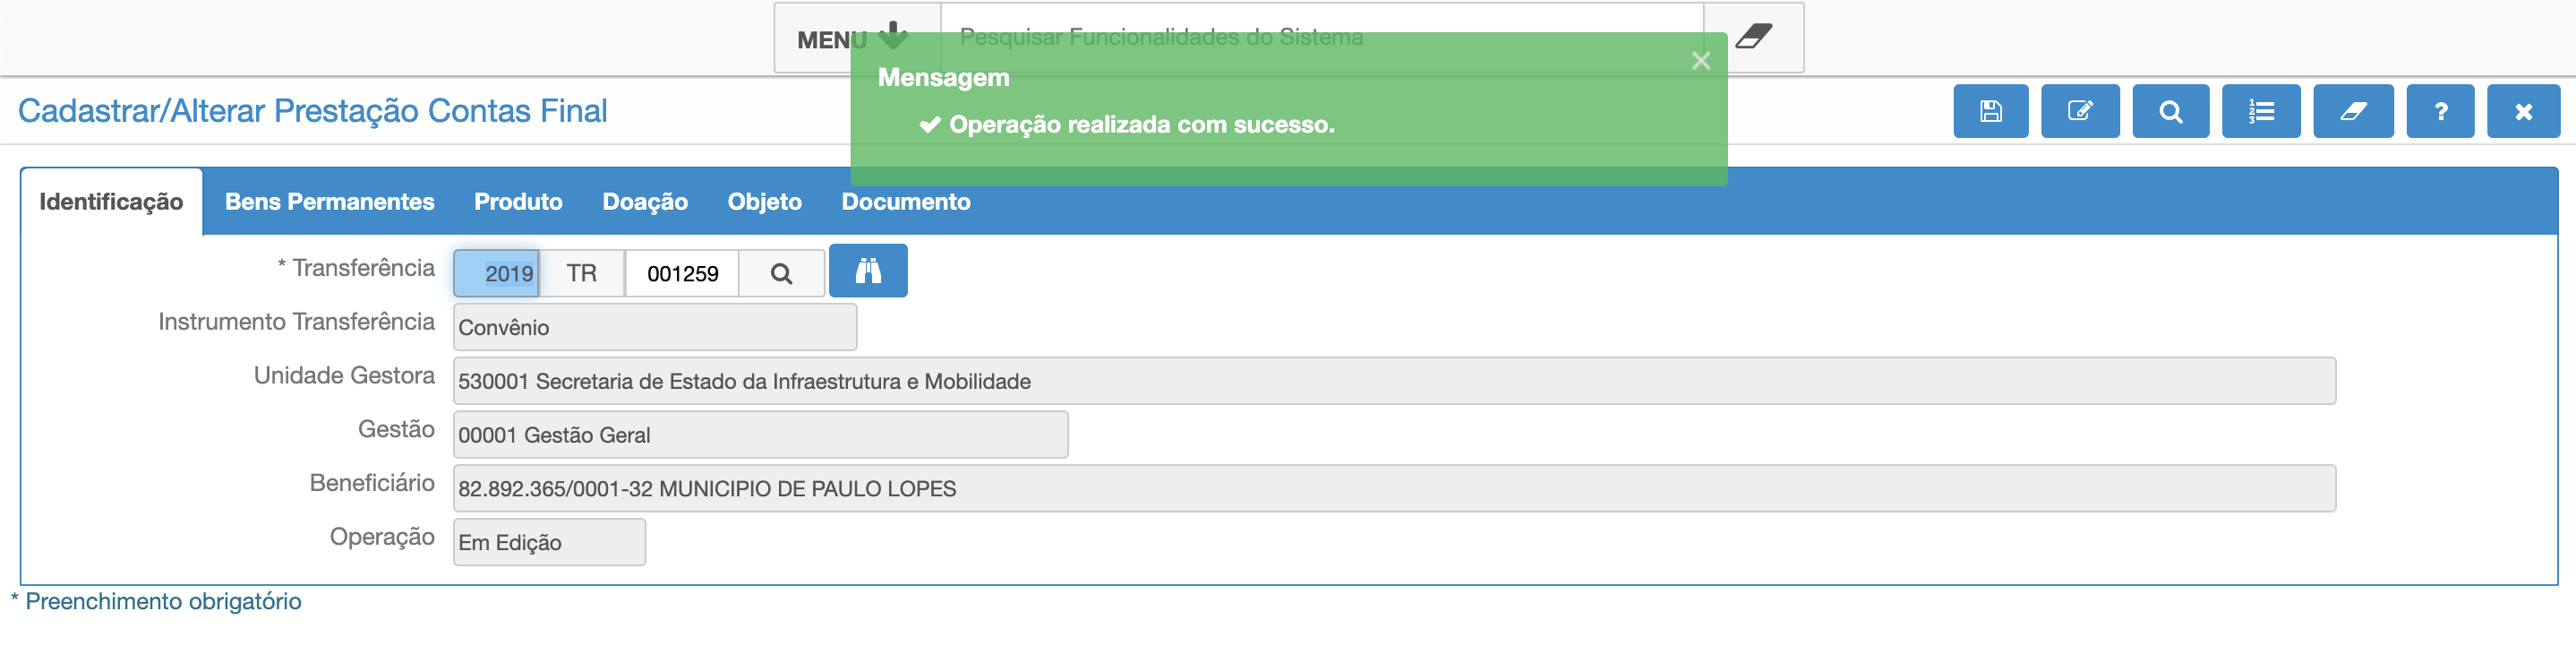 MENU Pesquisar Funcionalidades do Sistema
Mensagem
Operação realizada com sucesso.
Cadastrar/Alterar Prestação Contas Final
1 2 3
?
Identificação Bens Permanentes Produto Doação Objeto Documento
* Transferência 2019 TR 001259
Instrumento Transferência Convênio
Unidade Gestora 530001 Secretaria de Estado da Infraestrutura e Mobilidade
Gestão 00001 Gestão Geral
Beneficiário 82.892.365/0001-32 MUNICIPIO DE PAULO LOPES
Operação Em Edição
* Preenchimento obrigatório